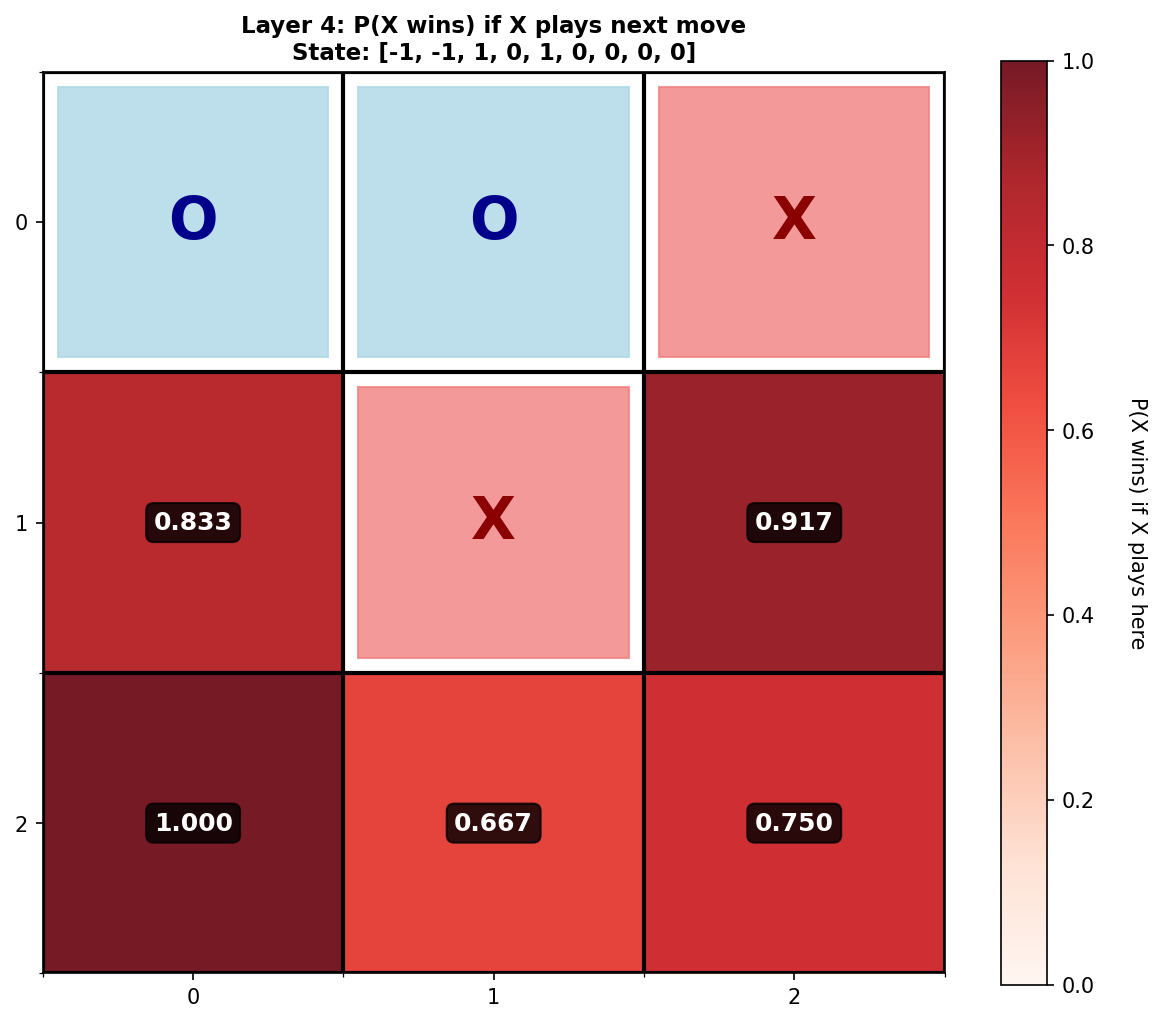 Layer 4: P(X wins) if X plays next move
State: [-1, -1, 1, 0, 1, 0, 0, 0, 0]
0
O
O
X
1
0.833
X
0.917
2
1.000
0.667
0.750
0
1
2
1.0
0.8
0.6
0.4
0.2
0.0
P(X wins) if X plays here